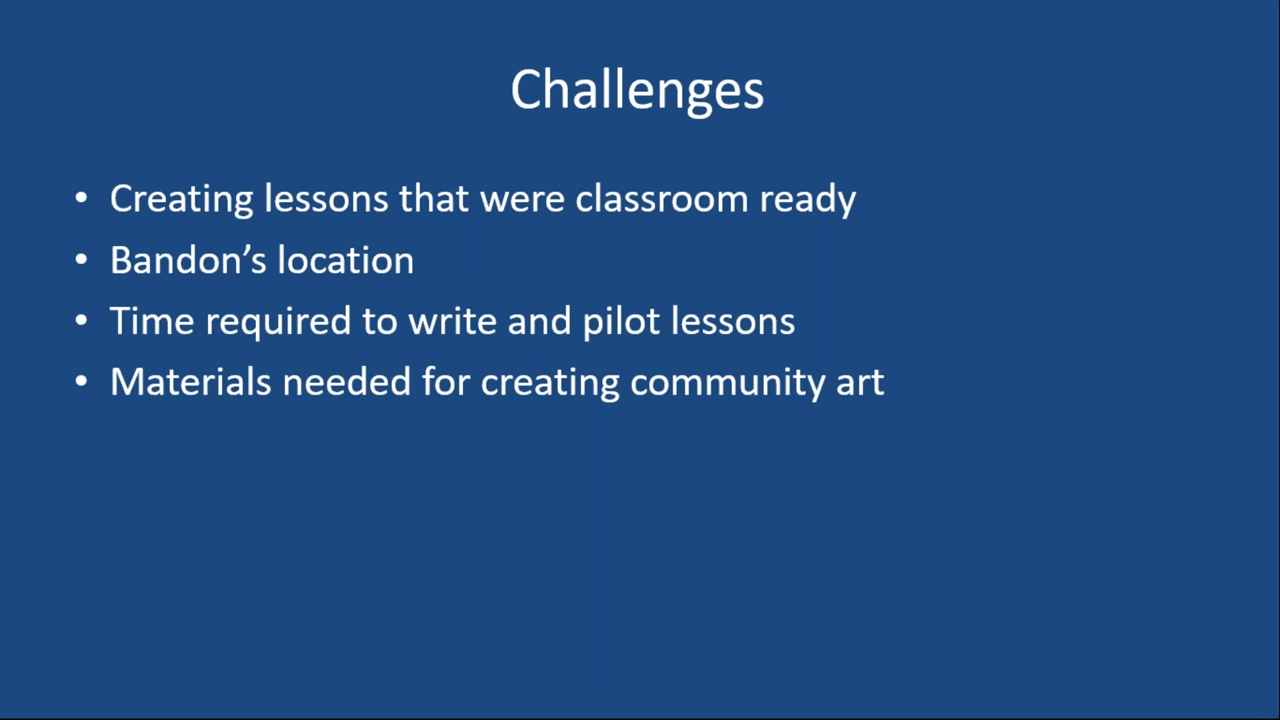 Challenges
• Creating lessons that were classroom ready
• Bandon’s location
• Time required to write and pilot lessons
• Materials needed for creating community art